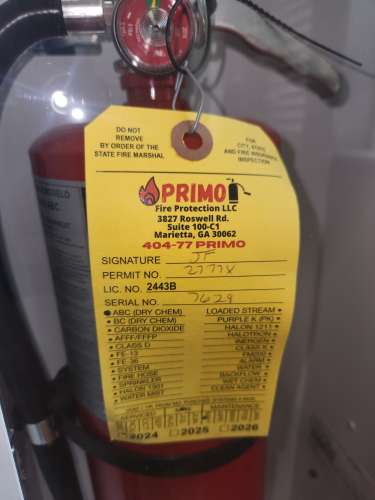 DO NOT
REMOVE
BY ORDER OF THE
STATE FIRE MARSHAL
FOR
CITY, STATE
AND FIRE INSURANCE
INSPECTION
PRIMO
Fire Protection LLC
3827 Roswell Rd.
Suite 100-C1
Marietta, GA 30062
404-77 PRIMO
SIGNATURE JF
PERMIT NO.
LIC. NO. 2443B
SERIAL NO. 7629
ABC (DRY CHEM)
BC (DRY CHEM)
CARBON DIOXIDE
AFFF/FFFP
CLASS D
FE-13
FE-36
SYSTEM
FIRE HOSE
SPRINKLER
HALON 1301
WATER MIST
LOADED STREAM
PURPLE K (PK)
HALON 1211
HALOTRON
INERGEN
CLASS K
FM200
ALARM
WATER
BACKFLOW
WET CHEM
CLEAN AGENT
MAINTENANCE
2024 2025 2026